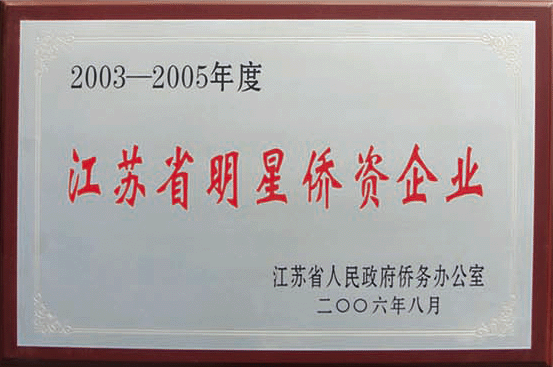 2003—2005年度
江苏省明星侨资企业
江苏省人民政府侨务办公室
二〇〇六年八月